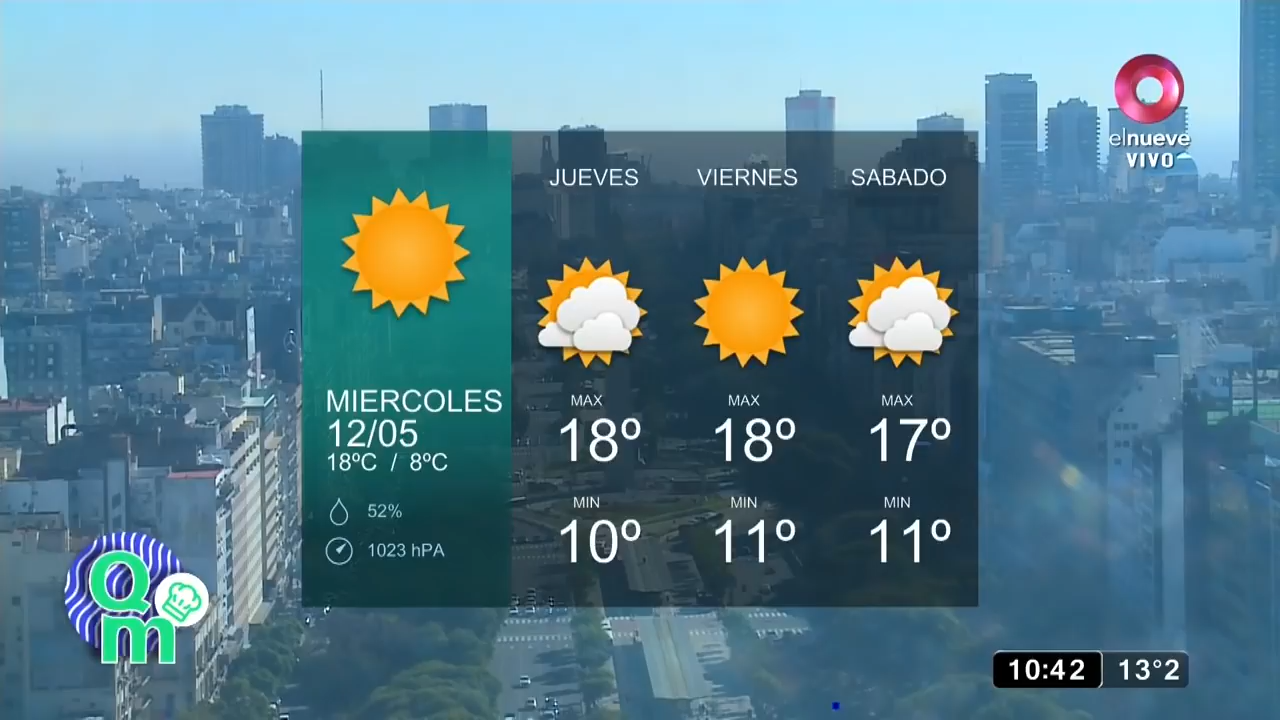 elnueve
VIVO
JUEVES
VIERNES
SABADO
MIERCOLES
12/05
18ºC / 8ºC
52%
1023 hPA
MAX
MAX
MAX
18º
18º
17º
MIN
MIN
MIN
10º
11º
11º
Qm
10:42
13°2